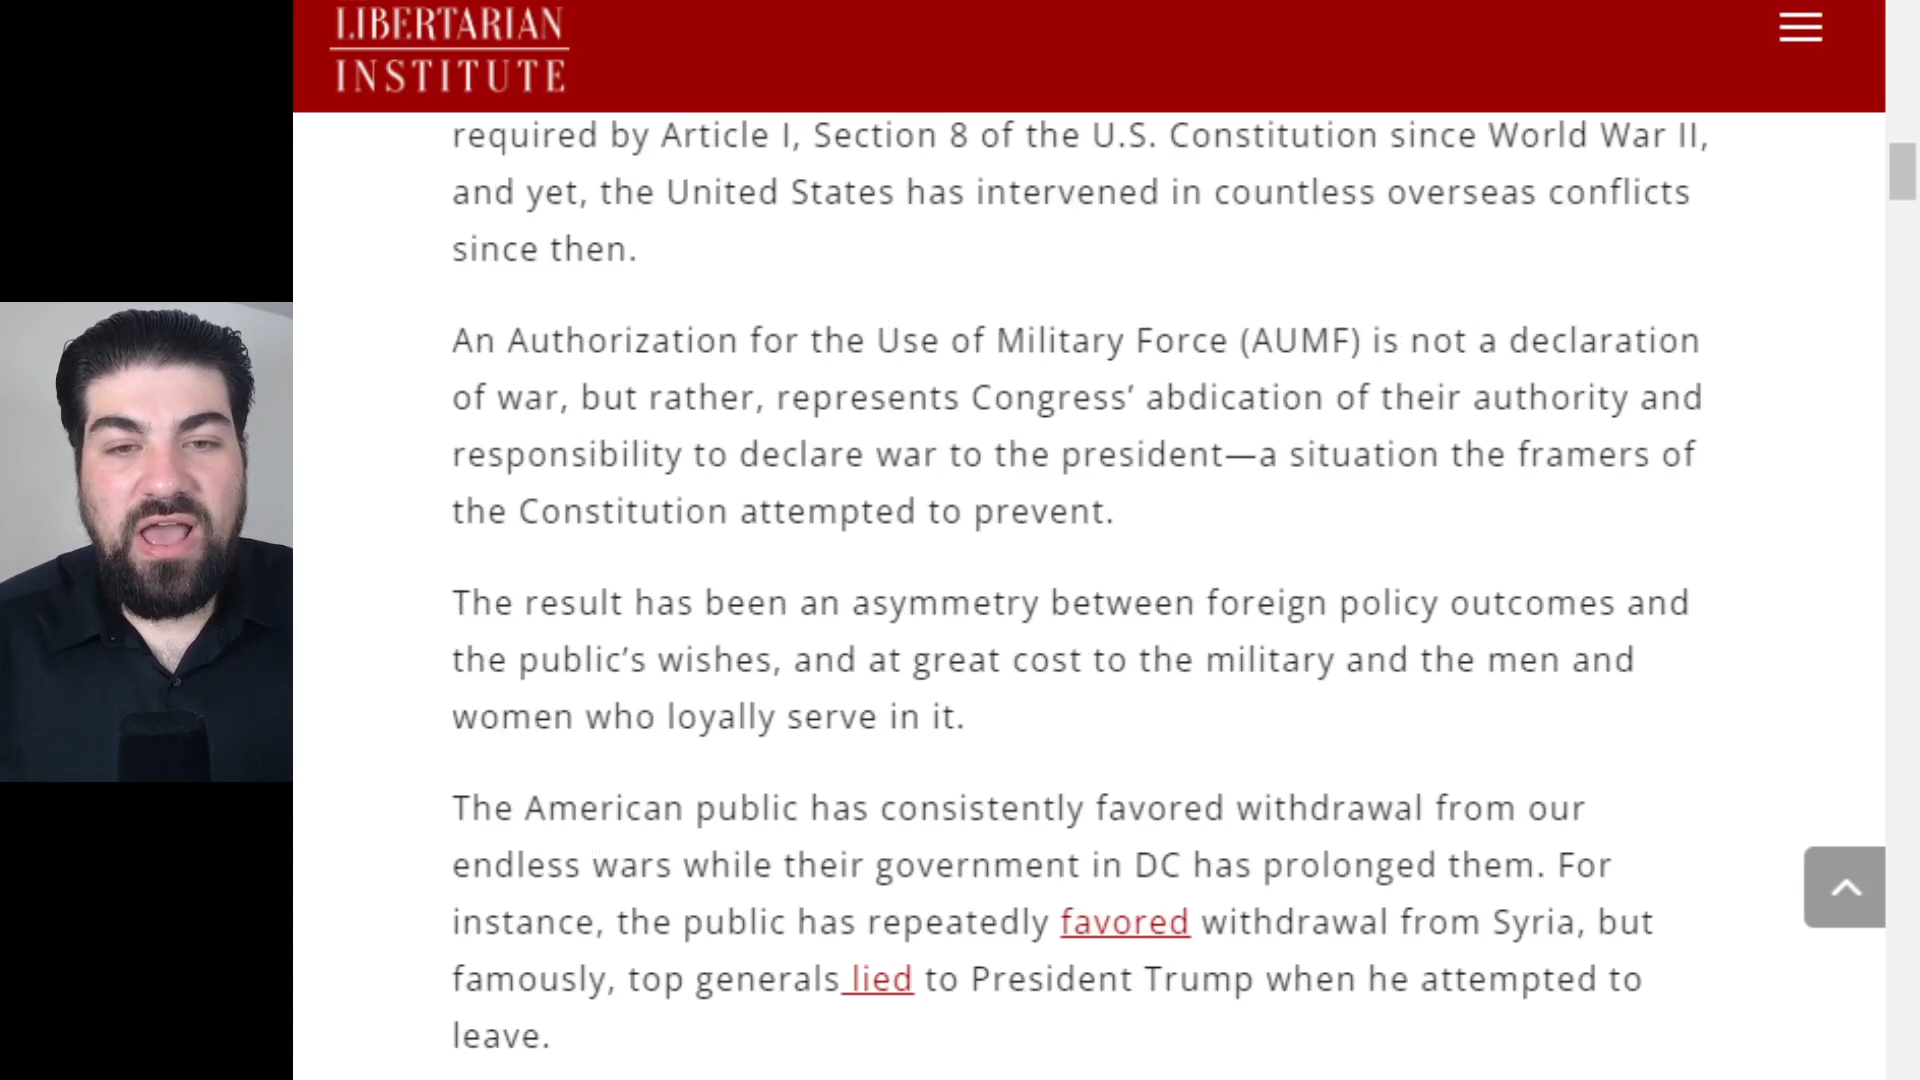 LIBERTARIAN
INSTITUTE
required by Article I, Section 8 of the U.S. Constitution since World War II,
and yet, the United States has intervened in countless overseas conflicts
since then.
An Authorization for the Use of Military Force (AUMF) is not a declaration
of war, but rather, represents Congress’ abdication of their authority and
responsibility to declare war to the president—a situation the framers of
the Constitution attempted to prevent.
The result has been an asymmetry between foreign policy outcomes and
the public’s wishes, and at great cost to the military and the men and
women who loyally serve in it.
The American public has consistently favored withdrawal from our
endless wars while their government in DC has prolonged them. For
instance, the public has repeatedly favored withdrawal from Syria, but
famously, top generals lied to President Trump when he attempted to
leave.